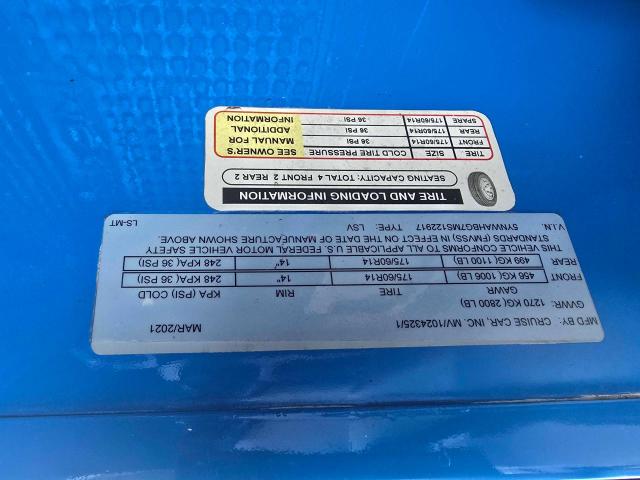 MFD BY: CRUISE CAR, INC. MV/1024325/1 MAR/2021
GVWR: 1270 KG( 2800 LB)
GAWR TIRE RIM KPA (PSI) COLD
FRONT 456 KG( 1006 LB) 175/60R14 14" 248 KPA( 36 PSI)
REAR 499 KG( 1100 LB) 175/60R14 14" 248 KPA( 36 PSI)
THIS VEHICLE CONFORMS TO ALL APPLICABLE FEDERAL U.S. MOTOR VEHICLE SAFETY
STANDARDS (FMVSS) IN EFFECT ON THE DATE OF MANUFACTURE SHOWN ABOVE.
V.I.N. 5YNWAHBG7MS122917 TYPE: LSV LS-MT
TIRE AND LOADING INFORMATION
SEATING CAPACITY: TOTAL 4 FRONT 2 REAR 2
TIRE SIZE COLD TIRE PRESSURE
FRONT 175/60R14 36 PSI
REAR 175/60R14 36 PSI
SPARE 175/60R14 36 PSI
SEE OWNER'S
MANUAL FOR
ADDITIONAL
INFORMATION